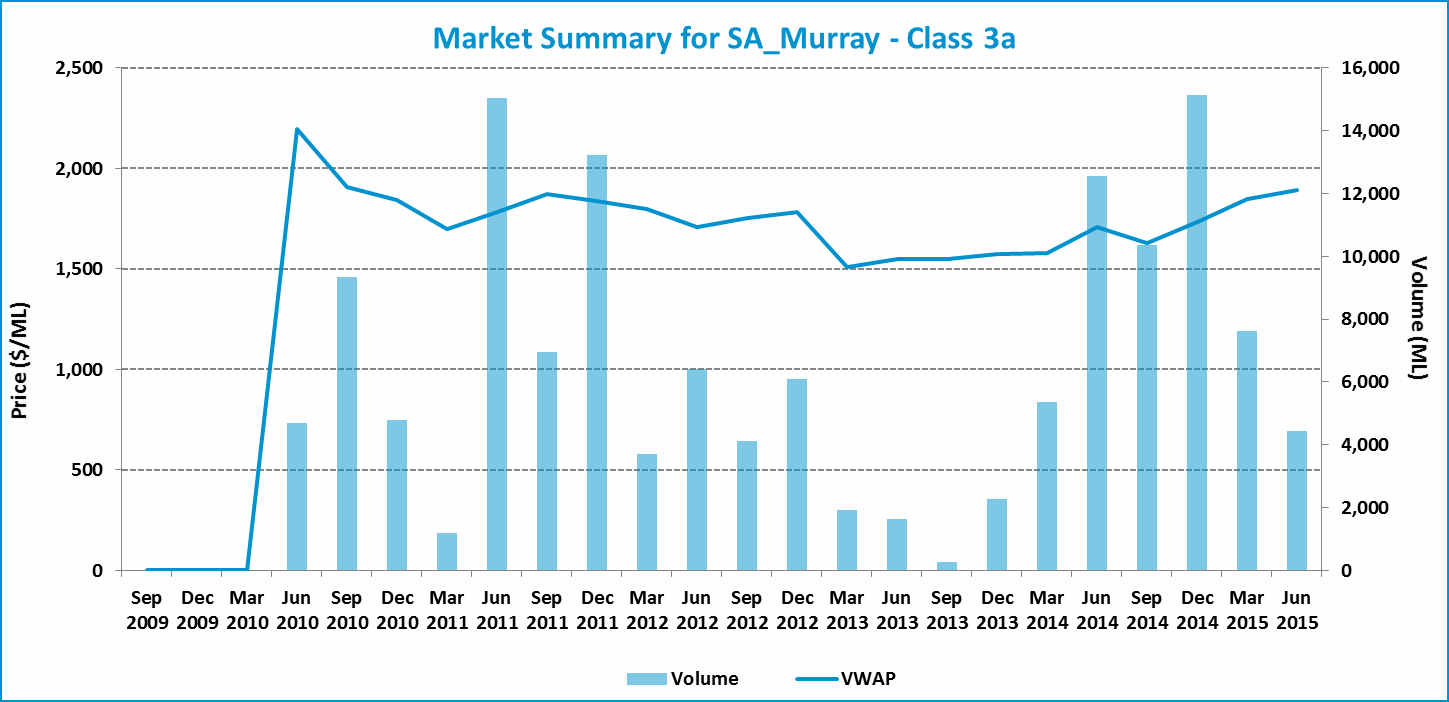 Market Summary for SA_Murray - Class 3a
2,500
2,000
1,500
1,000
500
0
Price ($/ML)
16,000
14,000
12,000
10,000
8,000
6,000
4,000
2,000
0
Volume (ML)
Sep Dec Mar Jun Sep Dec Mar Jun Sep Dec Mar Jun Sep Dec Mar Jun Sep Dec Mar Jun Sep Dec Mar Jun
2009 2009 2010 2010 2010 2010 2011 2011 2011 2011 2012 2012 2012 2012 2013 2013 2013 2013 2014 2014 2014 2014 2015 2015
Volume VWAP